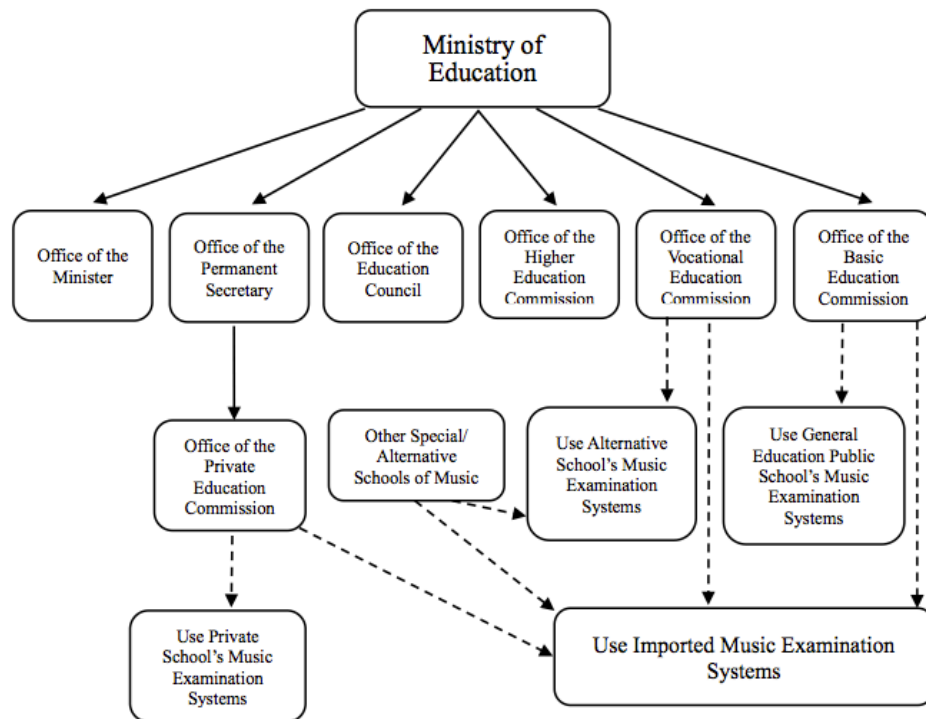 Ministry of
Education
Office of the
Minister
Office of the
Permanent
Secretary
Office of the
Education
Council
Office of the
Higher
Education
Commission
Office of the
Vocational
Education
Commission
Office of the
Basic
Education
Commission
Office of the
Private
Education
Commission
Other Special/
Alternative
Schools of Music
Use Alternative
School's Music
Examination
Systems
Use General
Education Public
School's Music
Examination
Systems
Use Private
School's Music
Examination
Systems
Use Imported Music Examination
Systems